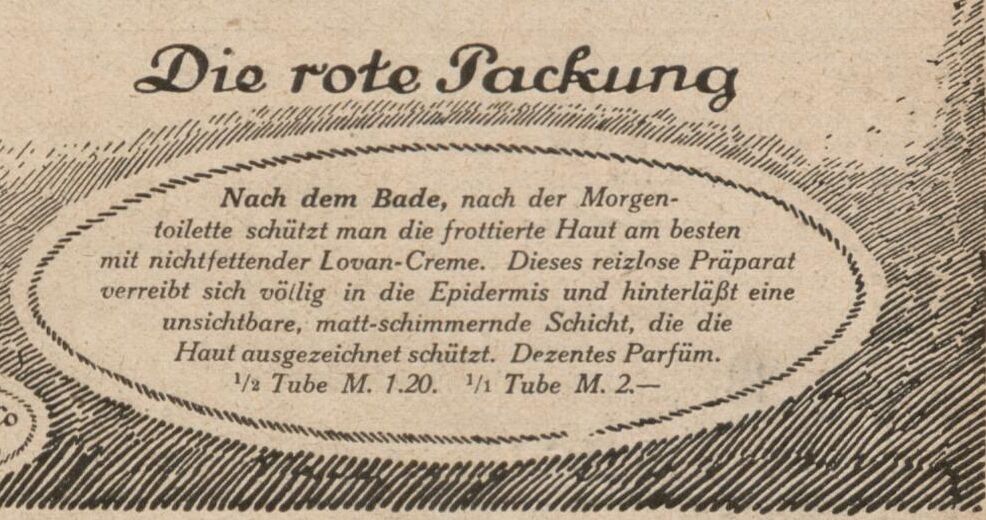 Die rote Packung
Nach dem Bade, nach der Morgen-
toilette schützt man die frottierte Haut am besten
mit nichtfettender Lovan-Creme. Dieses reizlose Präparat
verreibt sich völlig in die Epidermis und hinterläßt eine
unsichtbare, matt-schimmernde Schicht, die die
Haut ausgezeichnet schützt. Dezentes Parfüm.
1/2 Tube M. 1.20. 1/1 Tube M. 2.—